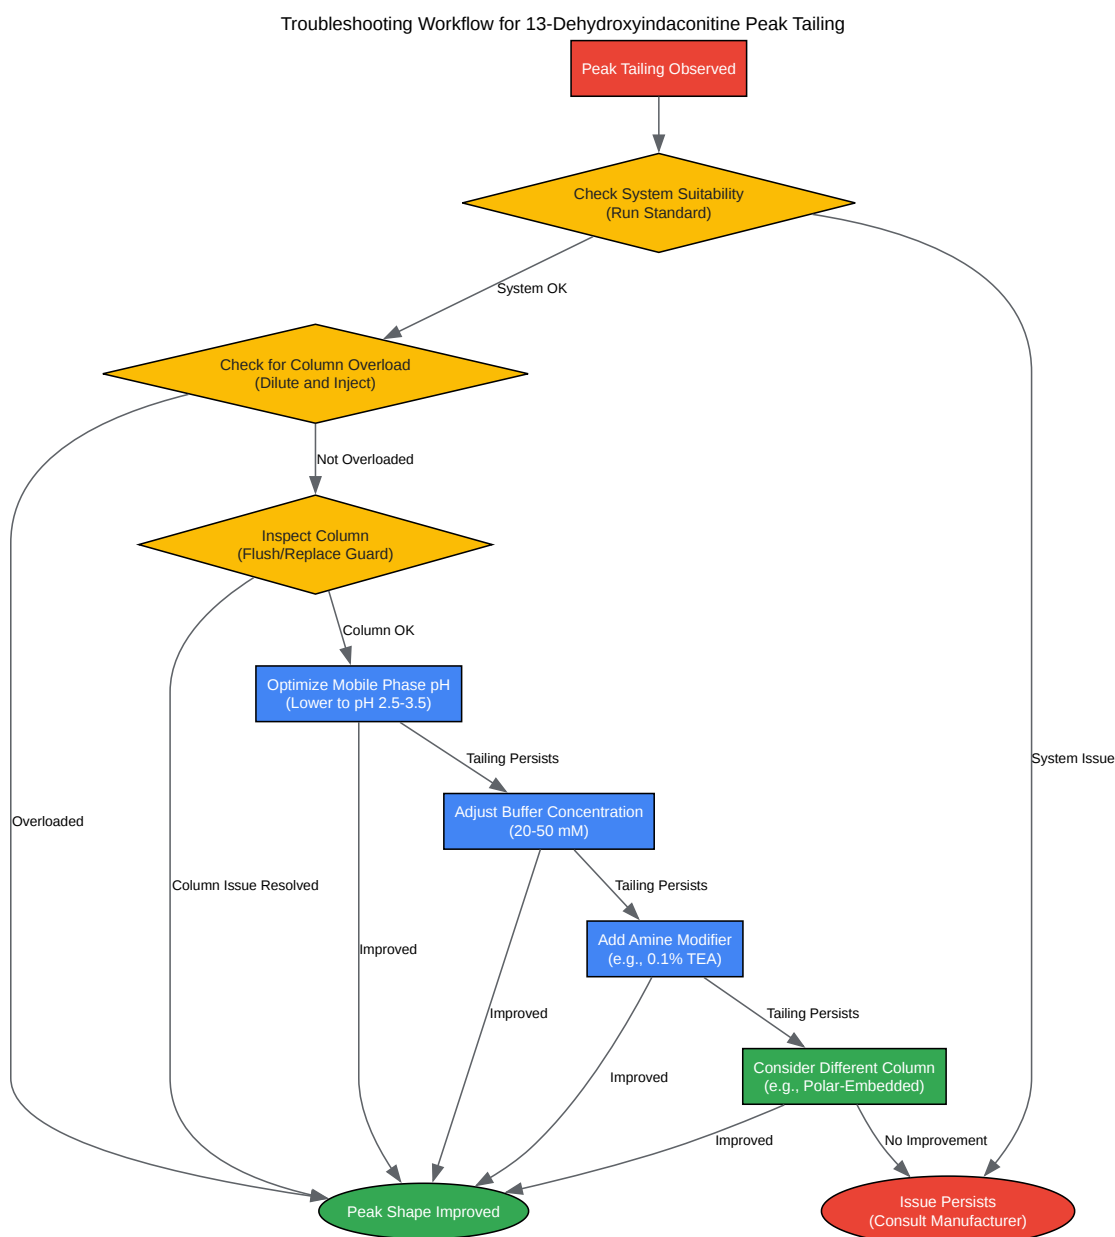 Troubleshooting Workflow for 13-Dehydroxyindaconitine Peak Tailing
Peak Tailing Observed
Check System Suitability
(Run Standard)
System OK
Check for Column Overload
(Dilute and Inject)
Not Overloaded
Inspect Column
(Flush/Replace Guard)
Column OK
Optimize Mobile Phase pH
(Lower to pH 2.5-3.5)
Tailing Persists
System Issue
Adjust Buffer Concentration
(20-50 mM)
Overloaded
Column Issue Resolved
Tailing Persists
Add Amine Modifier
(e.g., 0.1% TEA)
Improved
Improved
Tailing Persists
Consider Different Column
(e.g., Polar-Embedded)
Improved
Improved
No Improvement
Peak Shape Improved
Issue Persists
(Consult Manufacturer)